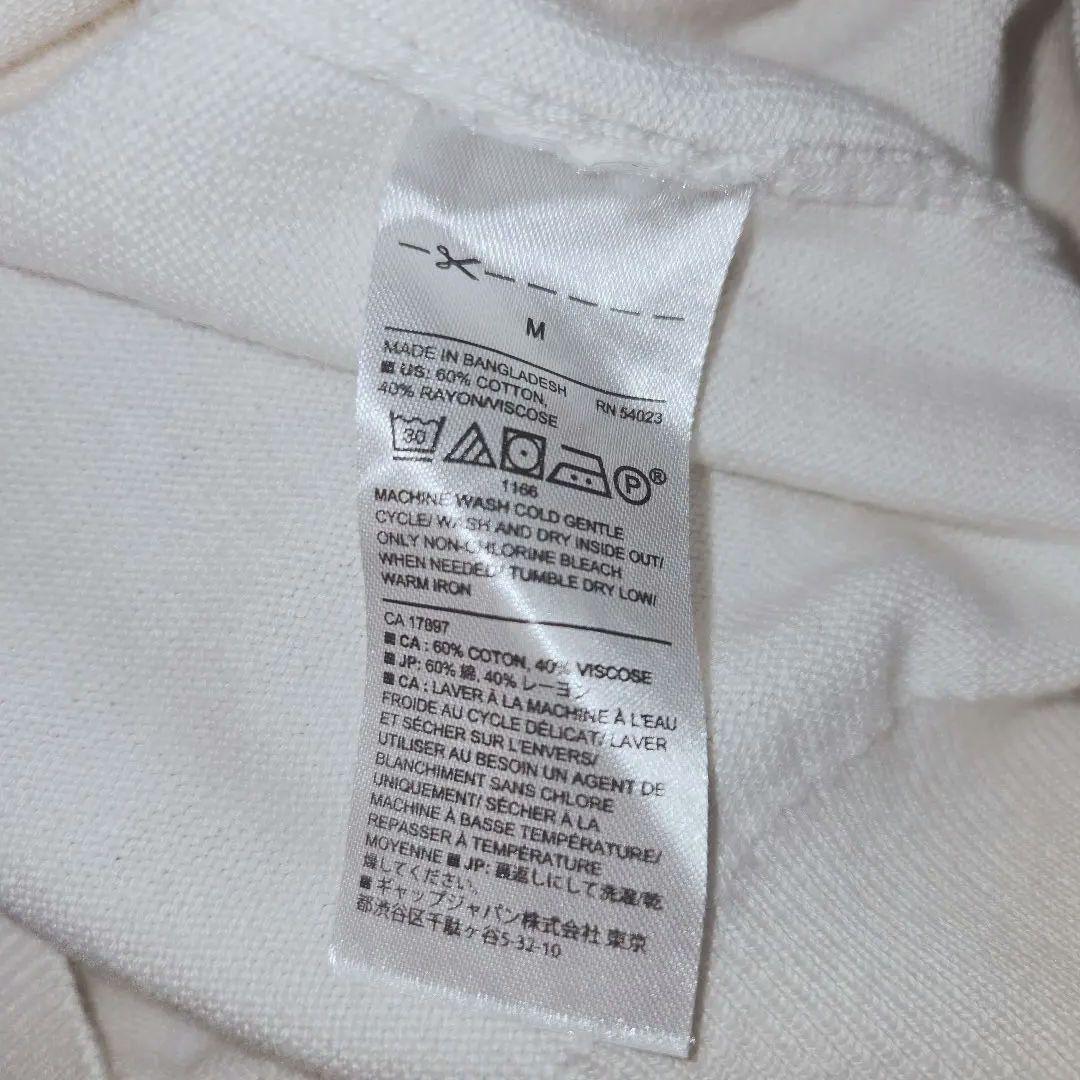 M
MADE IN BANGLADESH
RN 54023
■ US: 60% COTTON,
40% RAYON/VISCOSE
30
P®
1166
MACHINE WASH COLD GENTLE
CYCLE/ WASH AND DRY INSIDE OUT/
ONLY NON-CHLORINE BLEACH
WHEN NEEDED/ TUMBLE DRY LOW/
WARM IRON
CA 17897
■ CA : 60% COTON, 40% VISCOSE
■ JP: 60% 綿, 40% レーヨン
■ CA : LAVER À LA MACHINE À L'EAU
FROIDE AU CYCLE DÉLICAT/ LAVER
ET SÉCHER SUR L'ENVERS/
UTILISER AU BESOIN UN AGENT DE
BLANCHIMENT SANS CHLORE
UNIQUEMENT/ SÉCHER À LA
MACHINE À BASSE TEMPÉRATURE/
REPASSER À TEMPÉRATURE
MOYENNE ■ JP: 裏返しにして洗濯/乾
燥してください。
■ ギャップジャパン株式会社 東京
都渋谷区千駄ヶ谷5-32-10